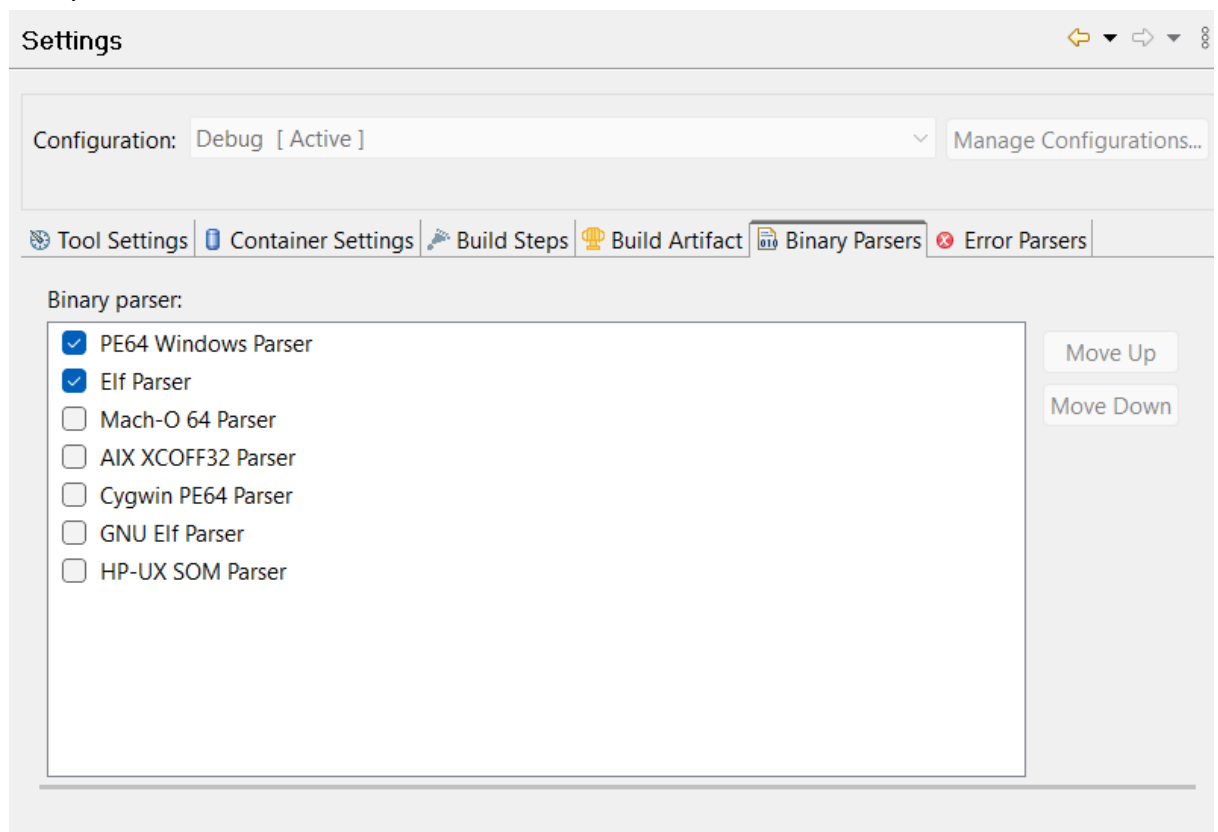 Settings
Configuration: Debug [ Active ] Manage Configurations...
Tool Settings Container Settings Build Steps Build Artifact Binary Parsers Error Parsers
Binary parser:
PE64 Windows Parser
Move Up
Elf Parser
Mach-O 64 Parser
Move Down
AIX XCOFF32 Parser
Cygwin PE64 Parser
GNU Elf Parser
HP-UX SOM Parser